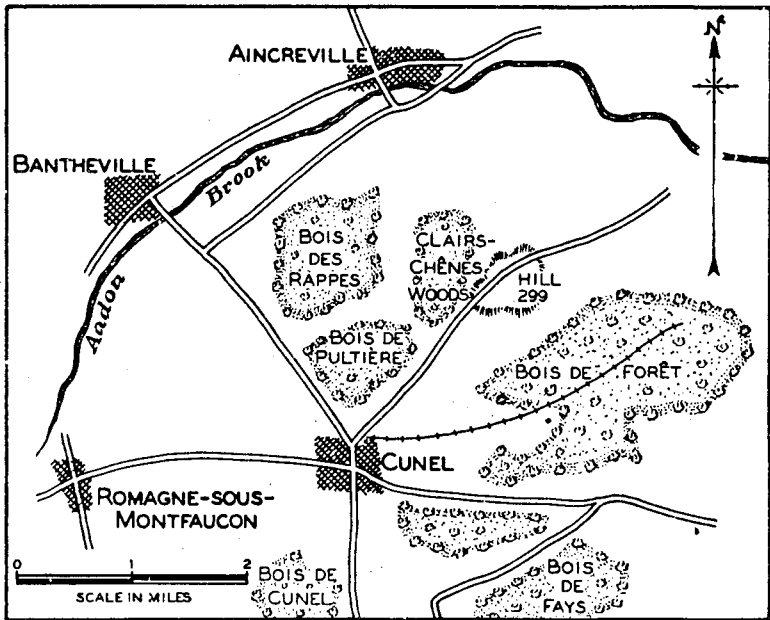 AINCREVILLE
N
BANTHEVILLE
Aadon
Brook
BOIS
DES
RAPPES
CLAIRS-
CHÊNES
WOODS
HILL
299
BOIS DE
PULTIÈRE
BOIS DE FORÊT
CUNEL
ROMAGNE-SOUS-
MONTFAUCON
BOIS DE
CUNEL
BOIS
DE
FAYS
0 1 2
SCALE IN MILES